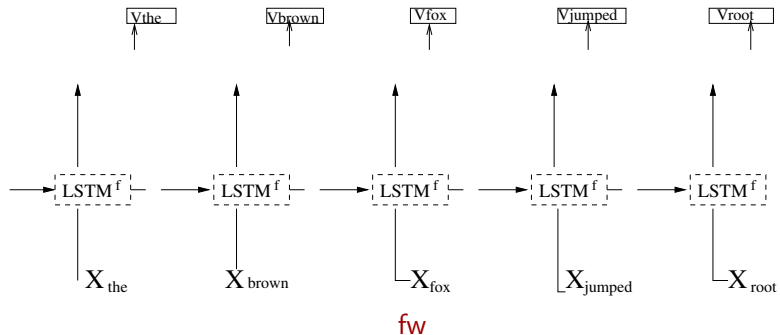 Vthe Vbrown Vfox Vjumped Vroot
LSTM f LSTM f LSTM f LSTM f LSTM f
X the X brown X fox X jumped X root
fw